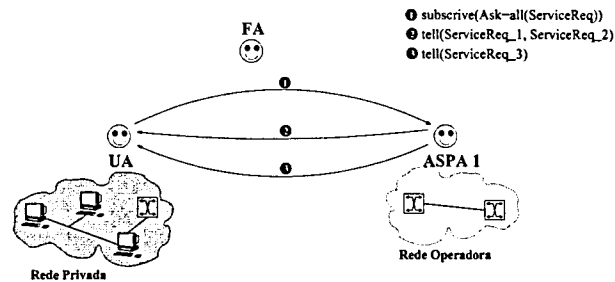 FA
❶ subscrive(Ask-all(ServiceReq))
❷ tell(ServiceReq_1, ServiceReq_2)
❸ tell(ServiceReq_3)
❶
❷
❸
UA
ASPA 1
Rede Privada
Rede Operadora